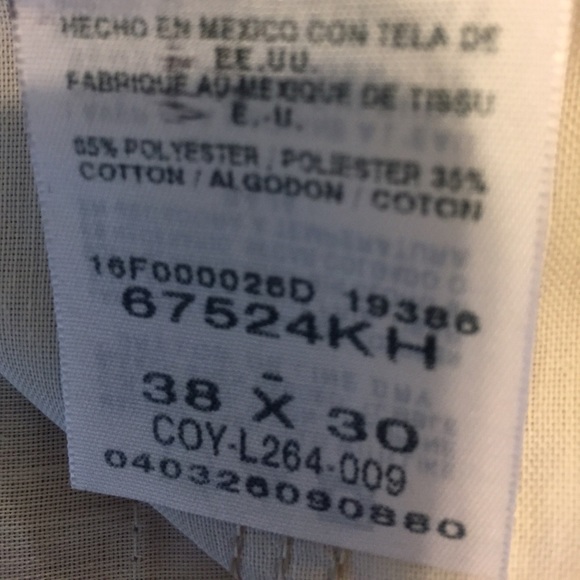 HECHO EN MEXICO CON TELA DE
EE.UU.
FABRIQUE AU MEXIQUE DE TISSU
E.-U.
65% POLYESTER / POLIESTER 35%
COTTON / ALGODON / COTON
16F000026D 19386
67524KH
38 X 30
COY-L264-009
040326090880